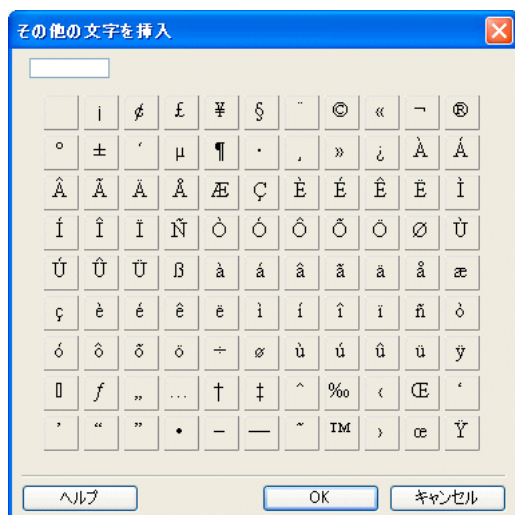 その他の文字を挿入
¡ ¢ £ ¥ § ¨ © « ¬ ®
° ± ´ µ ¶ · ¸ » ¿ À Á
Â Ã Ä Å Æ Ç È É Ê Ë Ì
Í Î Ï Ñ Ò Ó Ô Õ Ö Ø Ù
Ú Û Ü ß à á â ã ä å æ
ç è é ê ë ì í î ï ñ ò
ó ô õ ö ÷ ø ù ú û ü ÿ
ƒ „ … † ‡ ˆ ‰ ‹ Œ ‘
’ “ ” • – — ˜ ™ › œ Ÿ
ヘルプ OK キャンセル